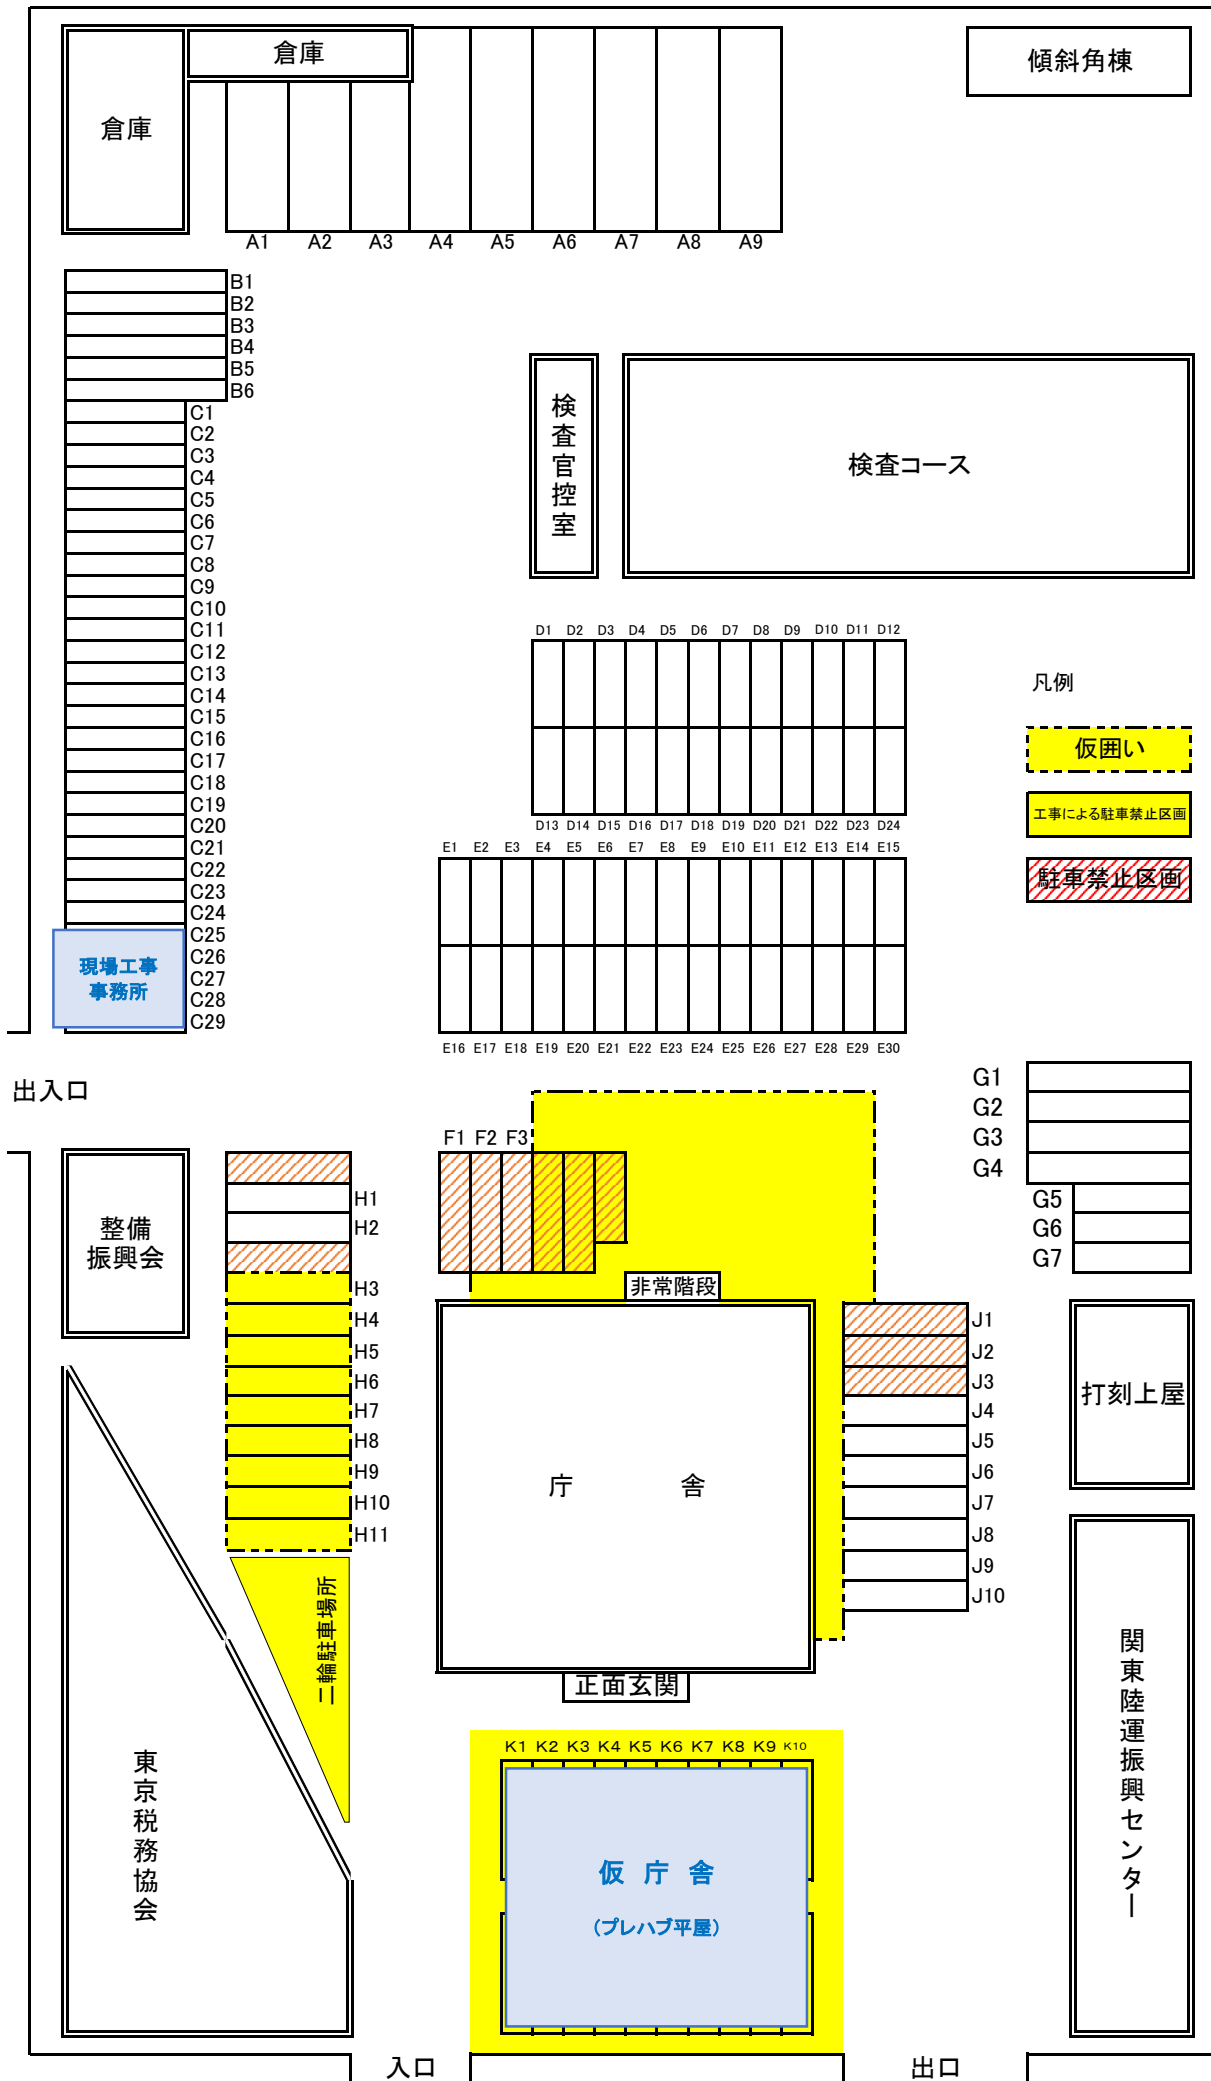 倉庫
倉庫
傾斜角棟
A1 A2 A3 A4 A5 A6 A7 A8 A9
B1
B2
B3
B4
B5
B6
C1
C2
C3
C4
C5
C6
C7
C8
C9
C10
C11
C12
C13
C14
C15
C16
C17
C18
C19
C20
C21
C22
C23
C24
C25
C26
C27
C28
C29
検査官控室
検査コース
D1 D2 D3 D4 D5 D6 D7 D8 D9 D10 D11 D12
D13 D14 D15 D16 D17 D18 D19 D20 D21 D22 D23 D24
E1 E2 E3 E4 E5 E6 E7 E8 E9 E10 E11 E12 E13 E14 E15
E16 E17 E18 E19 E20 E21 E22 E23 E24 E25 E26 E27 E28 E29 E30
凡例
仮囲い
工事による駐車禁止区画
駐車禁止区画
現場工事
事務所
出入口
F1 F2 F3
G1
G2
G3
G4
G5
G6
G7
整備
振興会
H1
H2
H3
H4
H5
H6
H7
H8
H9
H10
H11
非常階段
庁 舎
正面玄関
J1
J2
J3
J4
J5
J6
J7
J8
J9
J10
打刻上屋
二輪駐車場所
東京税務協会
K1 K2 K3 K4 K5 K6 K7 K8 K9 K10
仮 庁 舎
（プレハブ平屋）
関東陸運振興センター
入口
出口